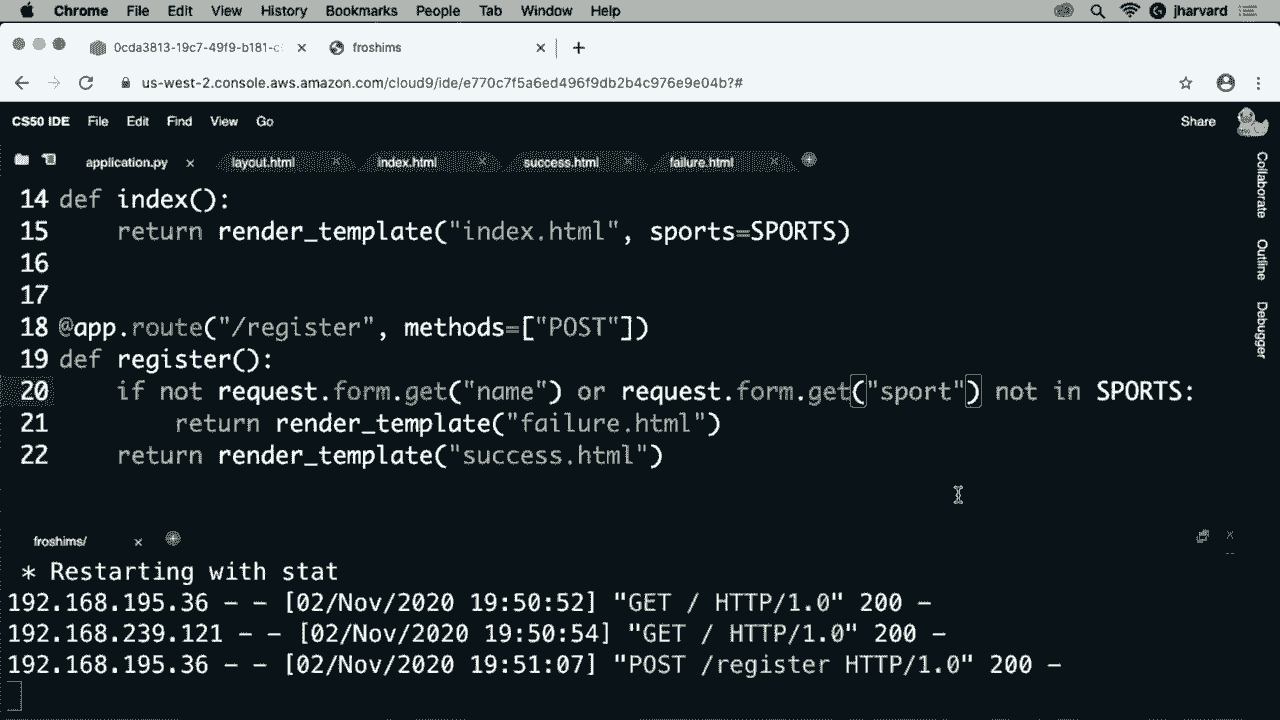 Chrome File Edit View History Bookmarks People Tab Window Help jharvard
0cda3813-19c7-49f9-b181-c froshims
us-west-2.console.aws.amazon.com/cloud9/ide/e770c7f5a6ed496f9db2b4c976e9e04b?#
CS50 IDE File Edit Find View Go Share
application.py layout.html index.html success.html failure.html
Collaborate
Outline
Debugger
14 def index():
15 return render_template("index.html", sports=SPORTS)
16
17
18 @app.route("/register", methods=["POST"])
19 def register():
20 if not request.form.get("name") or request.form.get("sport") not in SPORTS:
21 return render_template("failure.html")
22 return render_template("success.html")
froshims/
* Restarting with stat
192.168.195.36 - - [02/Nov/2020 19:50:52] "GET / HTTP/1.0" 200 -
192.168.239.121 - - [02/Nov/2020 19:50:54] "GET / HTTP/1.0" 200 -
192.168.195.36 - - [02/Nov/2020 19:51:07] "POST /register HTTP/1.0" 200 -